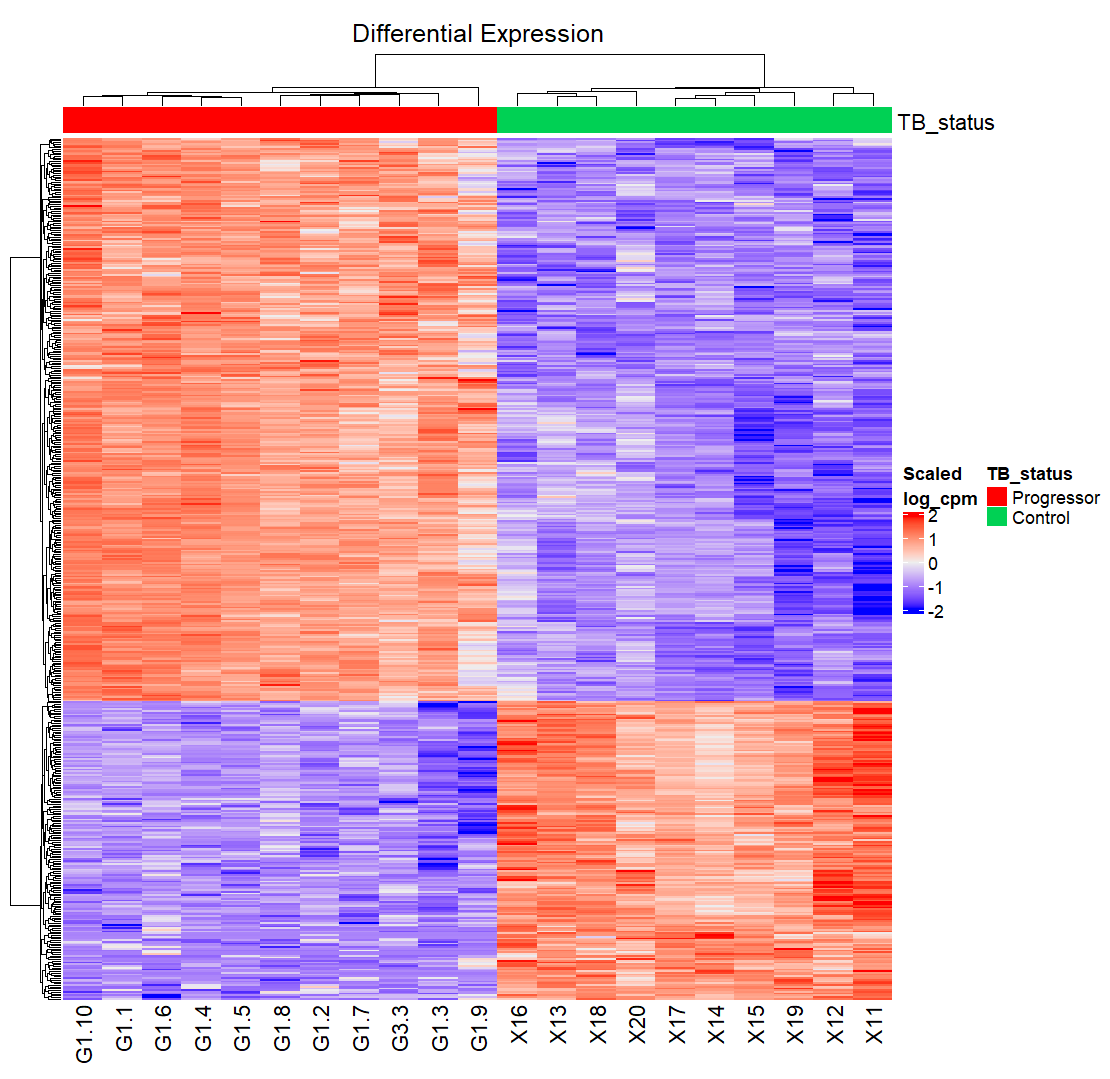 Differential Expression
TB_status
Scaled
log_cpm
2
1
0
-1
-2
TB_status
Progressor
Control
G1.10
G1.1
G1.6
G1.4
G1.5
G1.8
G1.2
G1.7
G3.3
G1.3
G1.9
X16
X13
X18
X20
X17
X14
X15
X19
X12
X11